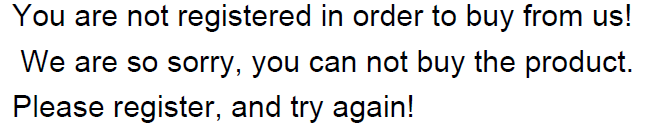 You are not registered in order to buy from us!
We are so sorry, you can not buy the product.
Please register, and try again!